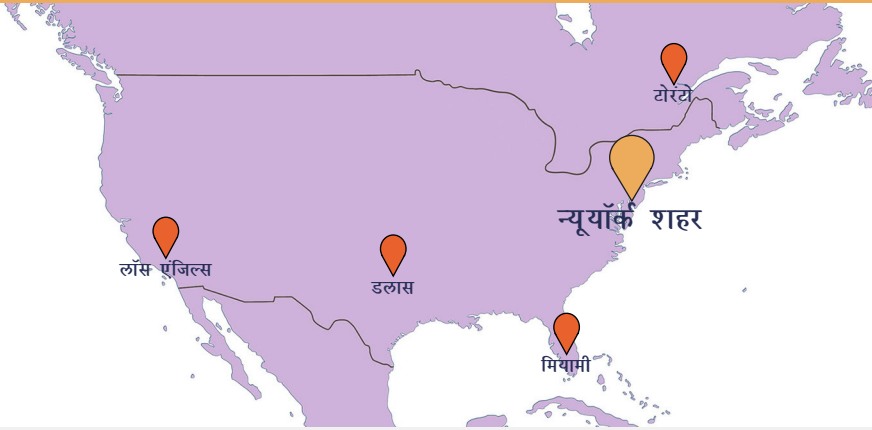 टोरंटो
न्यूयॉर्क शहर
लॉस एंजिल्स
डलास
मियामी